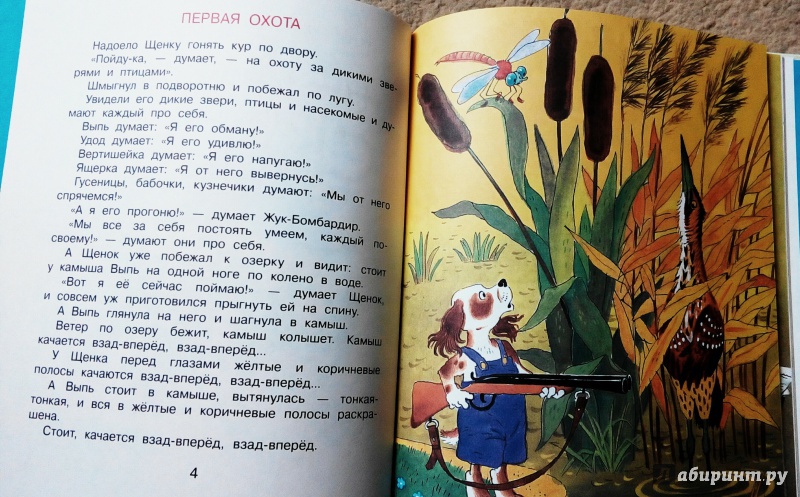 ПЕРВАЯ ОХОТА
Надоело Щенку гонять кур по двору.
«Пойду-ка, — думает, — на охоту за дикими зве-
рями и птицами».
Шмыгнул в подворотню и побежал по лугу.
Увидели его дикие звери, птицы и насекомые и ду-
мают каждый про себя.
Выпь думает: «Я его обману!»
Удод думает: «Я его удивлю!»
Вертишейка думает: «Я его напугаю!»
Ящерка думает: «Я от него вывернусь!»
Гусеницы, бабочки, кузнечики думают: «Мы от него
спрячемся!»
«А я его прогоню!» — думает Жук-Бомбардир.
«Мы все за себя постоять умеем, каждый по-
своему!» — думают они про себя.
А Щенок уже побежал к озерку и видит: стоит
у камыша Выпь на одной ноге по колено в воде.
«Вот я её сейчас поймаю!» — думает Щенок,
и совсем уж приготовился прыгнуть ей на спину.
А Выпь глянула на него и шагнула в камыш.
Ветер по озеру бежит, камыш колышет. Камыш
качается взад-вперёд, взад-вперёд...
У Щенка перед глазами жёлтые и коричневые
полосы качаются взад-вперёд, взад-вперёд...
А Выпь стоит в камыше, вытянулась — тонкая-
тонкая, и вся в жёлтые и коричневые полосы раскра-
шена.
Стоит, качается взад-вперёд, взад-вперёд.
4
Лабиринт.ру